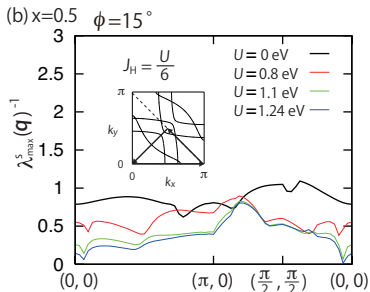 (b) x=0.5 ϕ=15°
3
2.5
2
1.5
1
0.5
0
λ^s_max(q)^-1
J_H = U/6
U = 0 eV
U = 0.8 eV
U = 1.1 eV
U = 1.24 eV
π
k_y
0
0 k_x π
(0, 0) (π, 0) (π/2, π/2) (0, 0)